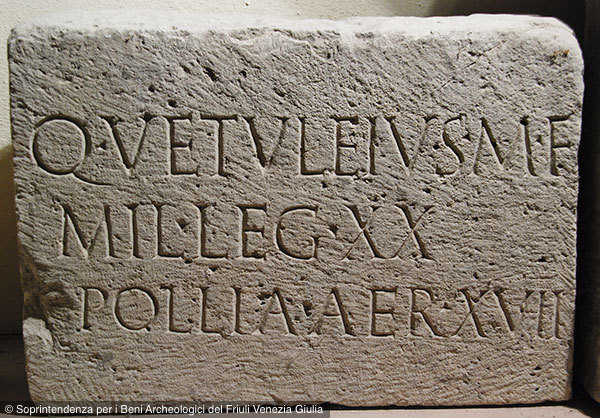 Q·VETVLEIVS·M·F
MIL·LEG·XX
POLLIA·AER·XVII
© Soprintendenza per i Beni Archeologici del Friuli Venezia Giulia